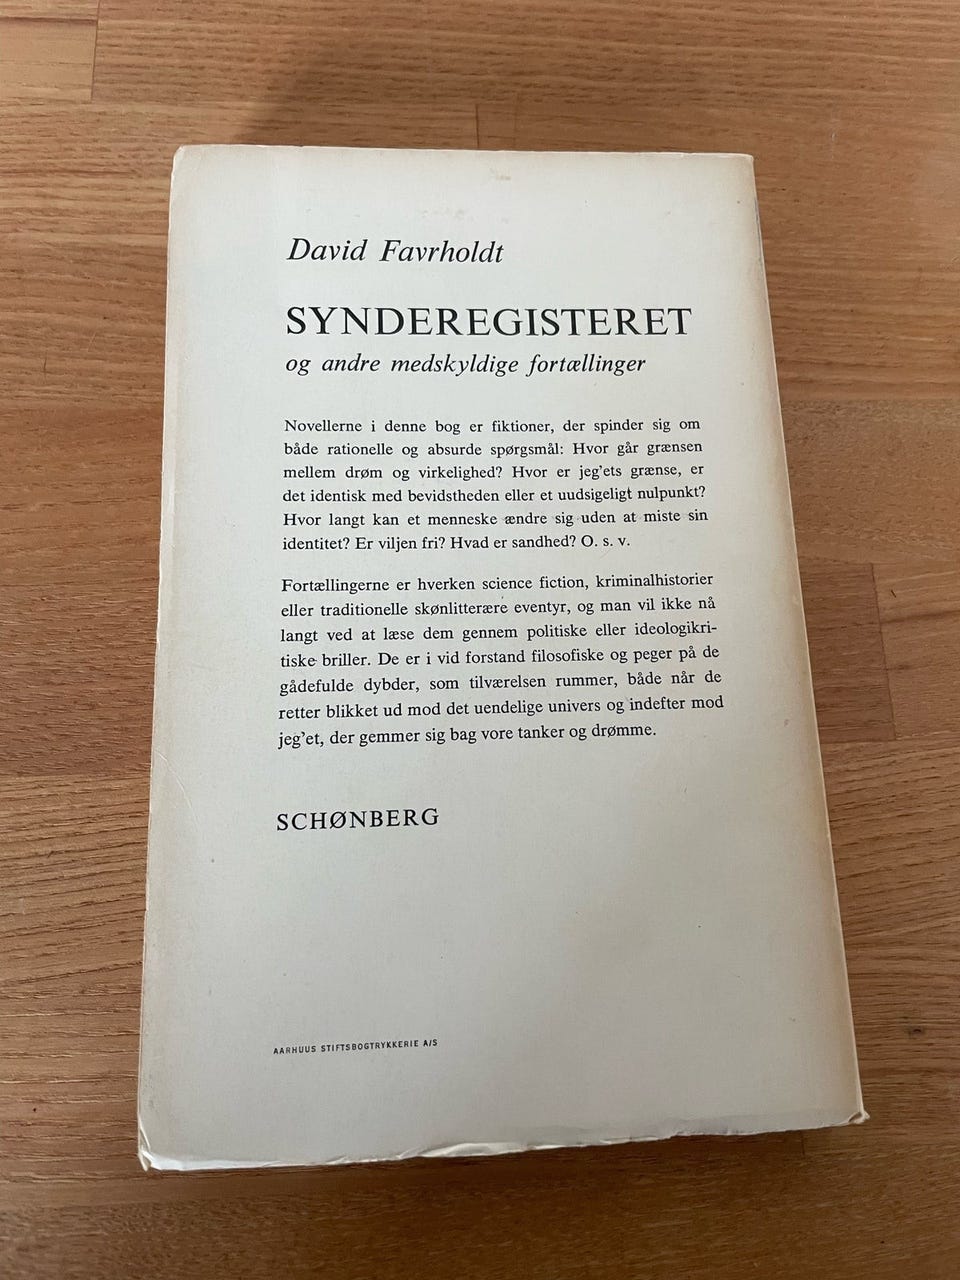 David Favrholdt
SYNDEREGISTERET
og andre medskyldige fortællinger
Novellerne i denne bog er fiktioner, der spinder sig om
både rationelle og absurde spørgsmål: Hvor går grænsen
mellem drøm og virkelighed? Hvor er jeg'ets grænse, er
det identisk med bevidstheden eller et uudsigeligt nulpunkt?
Hvor langt kan et menneske ændre sig uden at miste sin
identitet? Er viljen fri? Hvad er sandhed? O. s. v.
Fortællingerne er hverken science fiction, kriminalhistorier
eller traditionelle skønlitterære eventyr, og man vil ikke nå
langt ved at læse dem gennem politiske eller ideologikri-
tiske briller. De er i vid forstand filosofiske og peger på de
gådefulde dybder, som tilværelsen rummer, både når de
retter blikket ud mod det uendelige univers og indefter mod
jeg'et, der gemmer sig bag vore tanker og drømme.
SCHØNBERG
AARHUUS STIFTSBOGTRYKKERIE A/S